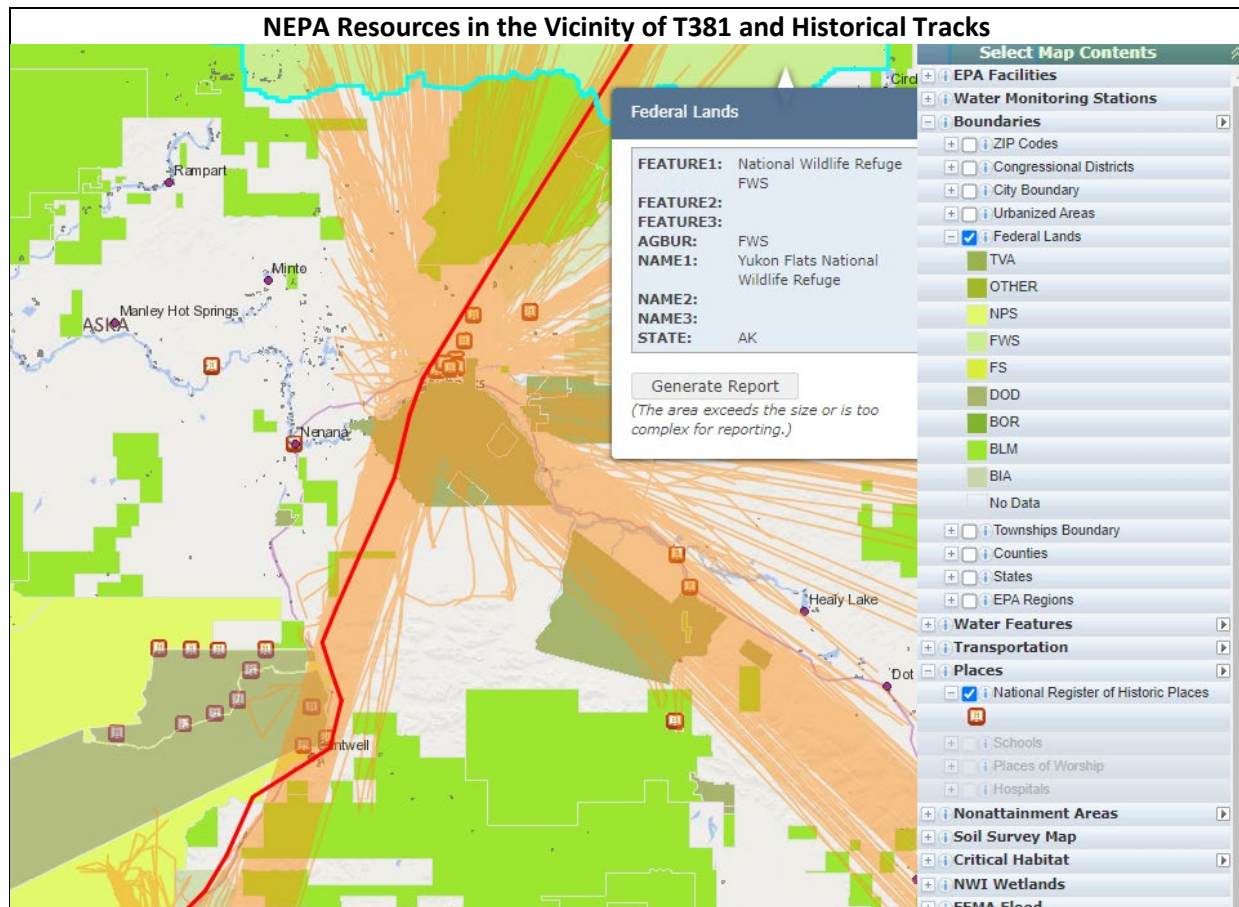 NEPA Resources in the Vicinity of T381 and Historical Tracks
Rampart
Minto
Manley Hot Springs
ASKA
Nenana
Healy Lake
Dot
ntwell
Circl
Federal Lands
FEATURE1: National Wildlife Refuge
FWS
FEATURE2:
FEATURE3:
AGBUR: FWS
NAME1: Yukon Flats National
Wildlife Refuge
NAME2:
NAME3:
STATE: AK
Generate Report
(The area exceeds the size or is too
complex for reporting.)
Select Map Contents
EPA Facilities
Water Monitoring Stations
Boundaries
ZIP Codes
Congressional Districts
City Boundary
Urbanized Areas
Federal Lands
TVA
OTHER
NPS
FWS
FS
DOD
BOR
BLM
BIA
No Data
Townships Boundary
Counties
States
EPA Regions
Water Features
Transportation
Places
National Register of Historic Places
Schools
Places of Worship
Hospitals
Nonattainment Areas
Soil Survey Map
Critical Habitat
NWI Wetlands
FEMA Flood